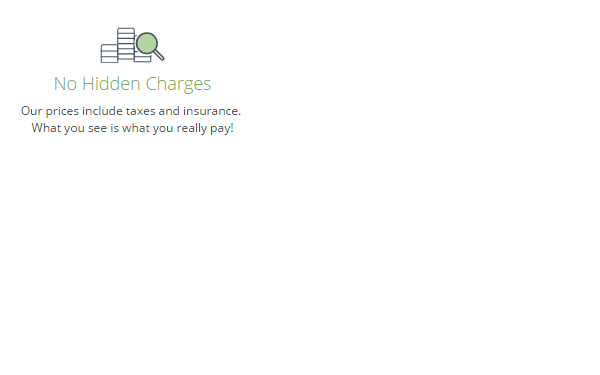 No Hidden Charges
Our prices include taxes and insurance.
What you see is what you really pay!